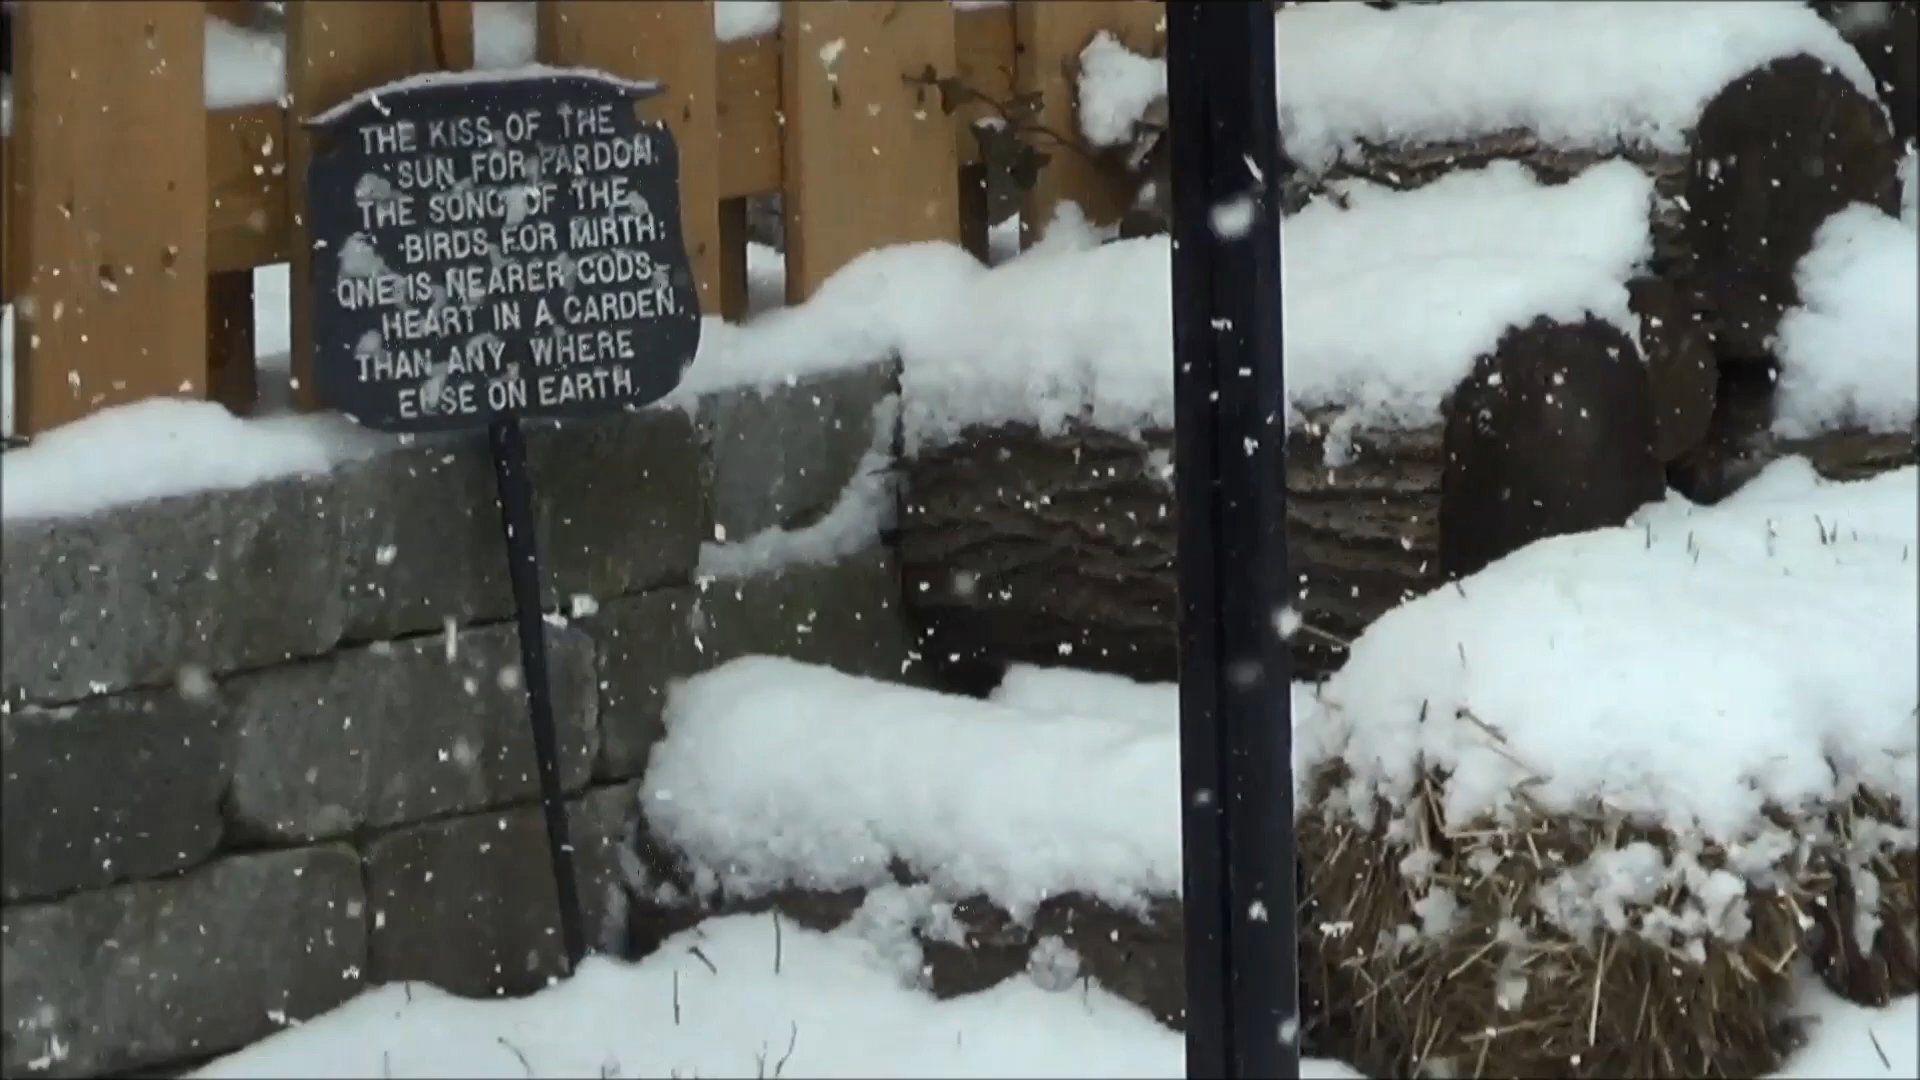 THE KISS OF THE
SUN FOR PARDON.
THE SONG OF THE
BIRDS FOR MIRTH:
ONE IS NEARER GODS
HEART IN A GARDEN.
THAN ANY WHERE
ELSE ON EARTH.